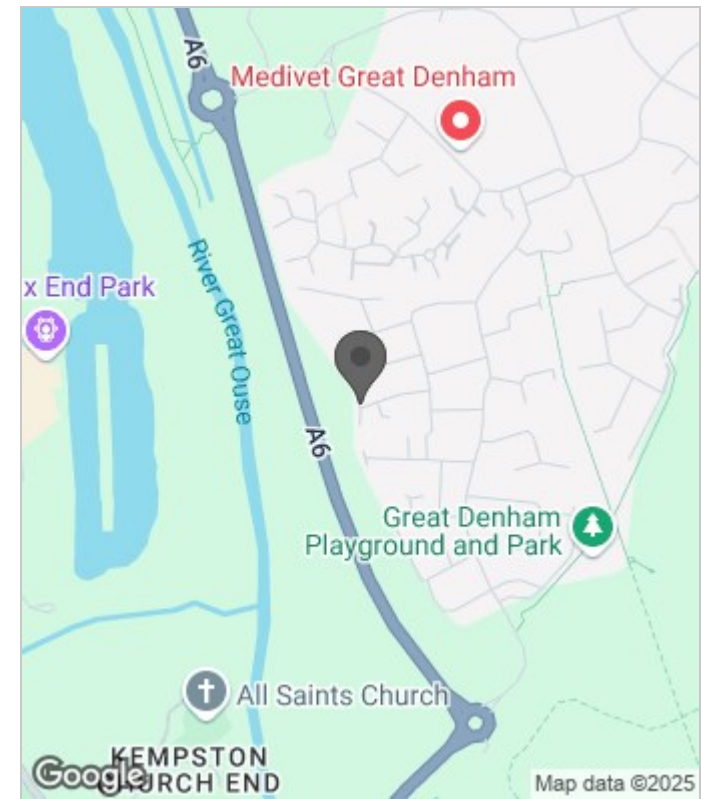 A6
Medivet Great Denham
x End Park
River Great Ouse
A6
Great Denham
Playground and Park
All Saints Church
KEMPSTON
CHURCH END
Google
Map data ©2025